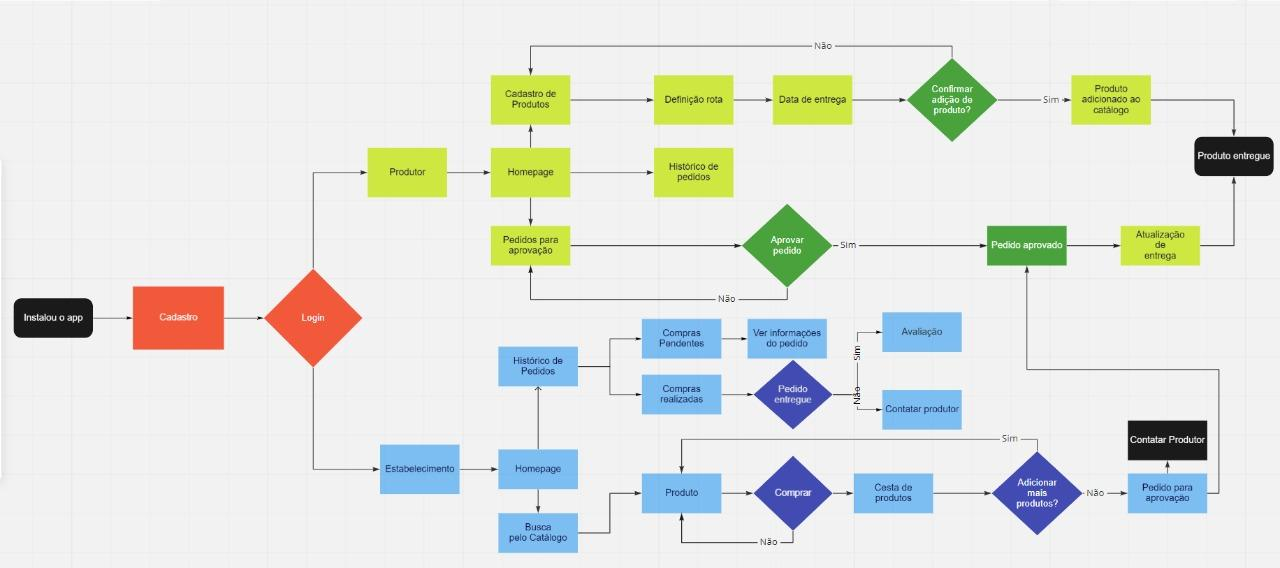 Não
Cadastro de
Produtos
Definição rota
Data de entrega
Confirmar
adição de
produto?
Sim
Produto
adicionado ao
catálogo
Produto entregue
Produtor
Homepage
Histórico de
pedidos
Pedidos para
aprovação
Aprovar
pedido
Sim
Pedido aprovado
Atualização
de
entrega
Não
Instalou o app
Cadastro
Login
Histórico de
Pedidos
Compras
Pendentes
Ver informações
do pedido
Sim
Avaliação
Compras
realizadas
Pedido
entregue
Não
Contatar produtor
Estabelecimento
Homepage
Busca
pelo Catálogo
Sim
Produto
Comprar
Não
Cesta de
produtos
Adicionar
mais
produtos?
Não
Contatar Produtor
Pedido para
aprovação